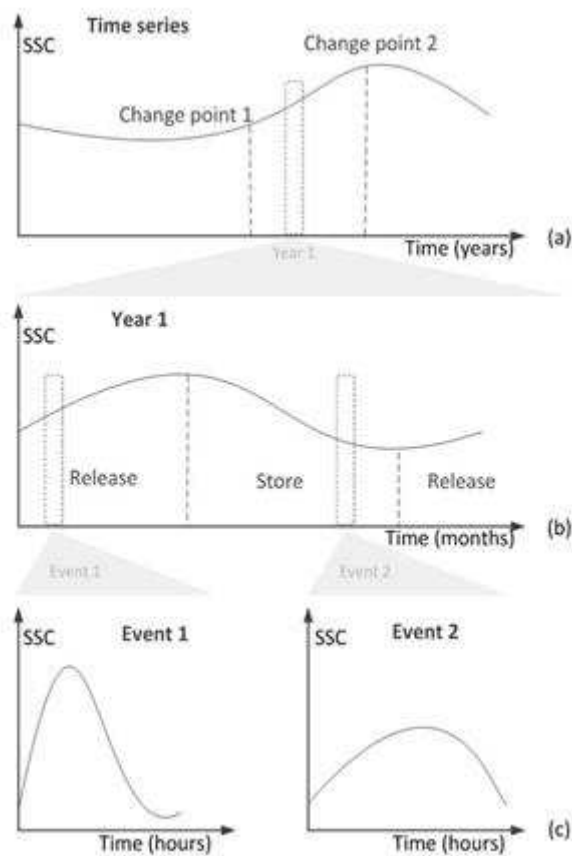 Time series
SSC
Change point 2
Change point 1
Time (years)
(a)
Year 1
SSC
Year 1
Release
Store
Release
Time (months)
(b)
Event 1
Event 2
SSC
Event 1
SSC
Event 2
Time (hours)
Time (hours)
(c)